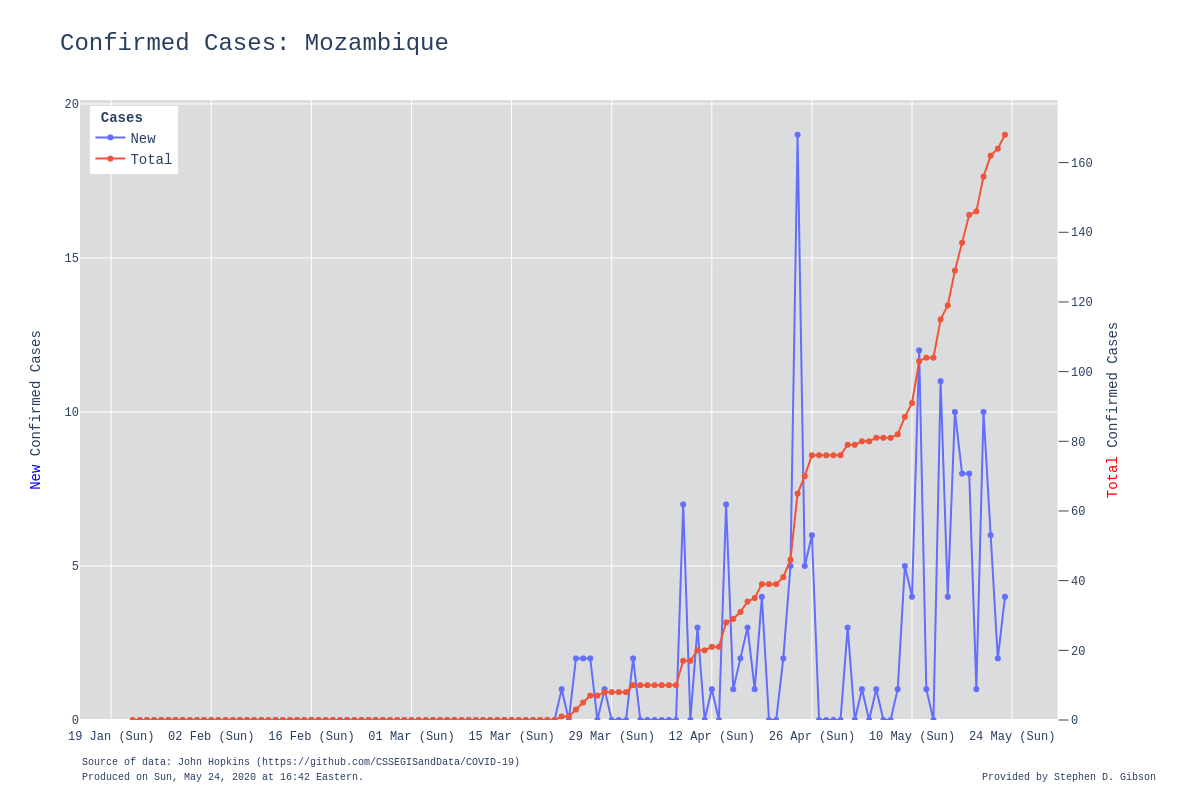 Confirmed Cases: Mozambique
Cases
New
Total
20
15
10
5
0
160
140
120
100
80
60
40
20
0
New Confirmed Cases
Total Confirmed Cases
19 Jan (Sun) 02 Feb (Sun) 16 Feb (Sun) 01 Mar (Sun) 15 Mar (Sun) 29 Mar (Sun) 12 Apr (Sun) 26 Apr (Sun) 10 May (Sun) 24 May (Sun)
Source of data: John Hopkins (https://github.com/CSSEGISandData/COVID-19)
Produced on Sun, May 24, 2020 at 16:42 Eastern.
Provided by Stephen D. Gibson